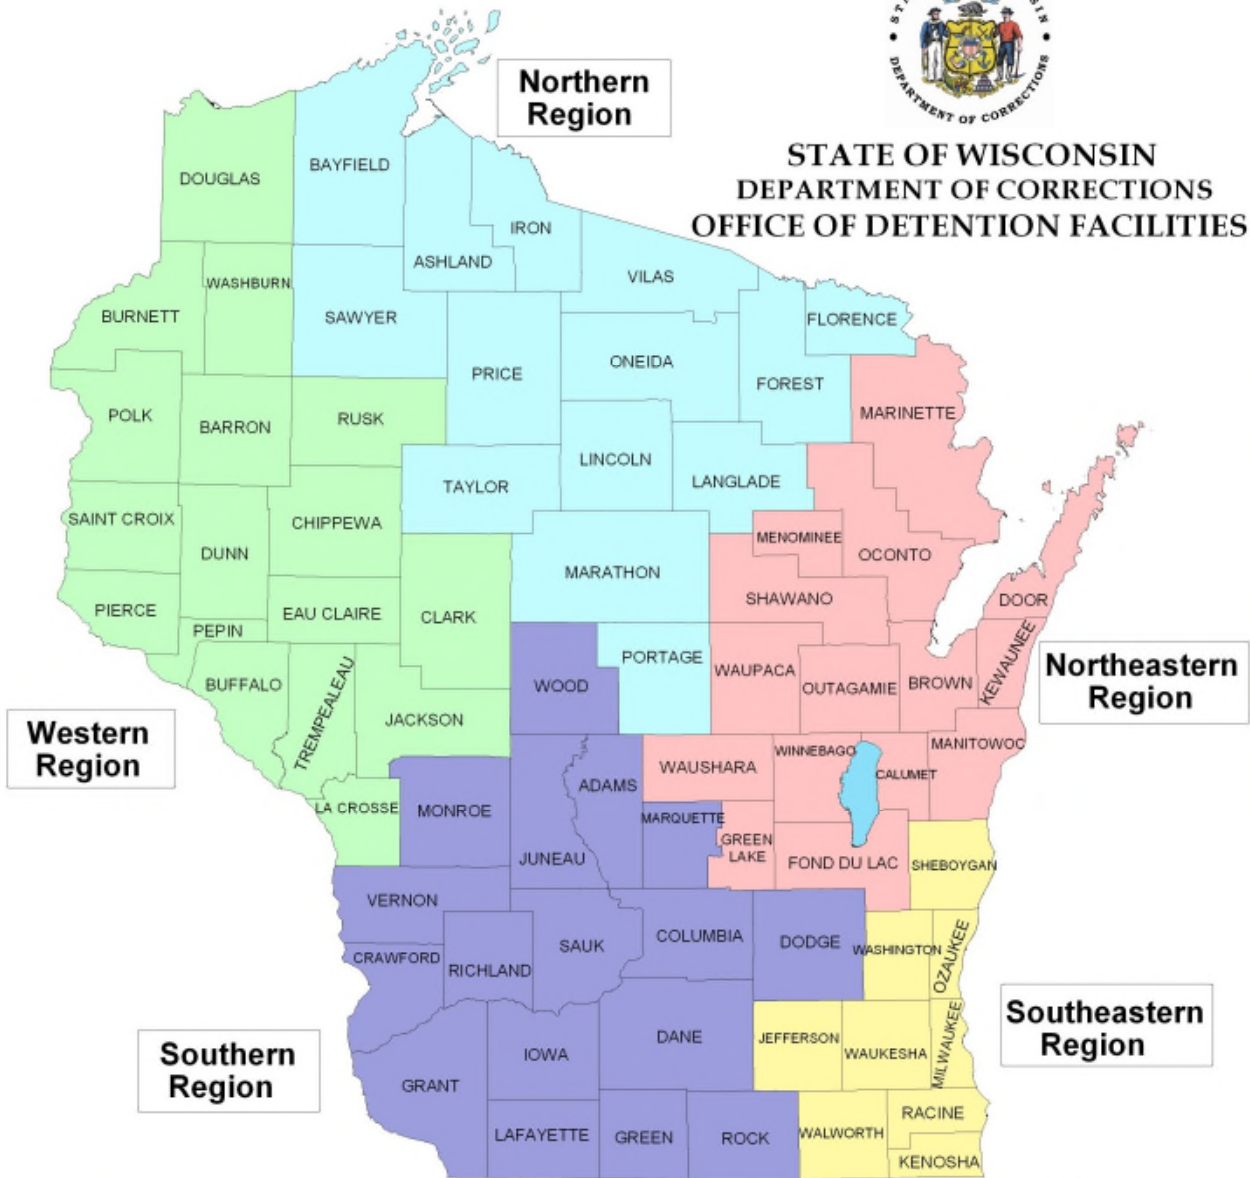 DEPARTMENT OF CORRECTIONS
Northern
Region
STATE OF WISCONSIN
DEPARTMENT OF CORRECTIONS
OFFICE OF DETENTION FACILITIES
DOUGLAS
BAYFIELD
IRON
ASHLAND
VILAS
WASHBURN
BURNETT
SAWYER
FLORENCE
ONEIDA
PRICE
FOREST
POLK
BARRON
RUSK
MARINETTE
LINCOLN
TAYLOR
LANGLADE
SAINT CROIX
CHIPPEWA
DUNN
MENOMINEE
OCONTO
MARATHON
PIERCE
EAU CLAIRE
CLARK
SHAWANO
DOOR
PEPIN
BUFFALO
TREMPEALEAU
JACKSON
WOOD
PORTAGE
WAUPACA
OUTAGAMIE
BROWN
KEWAUNEE
Northeastern
Region
Western
Region
WAUSHARA
WINNEBAGO
CALUMET
MANITOWOC
LA CROSSE
MONROE
JUNEAU
ADAMS
MARQUETTE
GREEN
LAKE
FOND DU LAC
SHEBOYGAN
VERNON
CRAWFORD
RICHLAND
SAUK
COLUMBIA
DODGE
WASHINGTON
OZAUKEE
Southeastern
Region
Southern
Region
GRANT
IOWA
DANE
JEFFERSON
WAUKESHA
MILWAUKEE
LAFAYETTE
GREEN
ROCK
WALWORTH
RACINE
KENOSHA